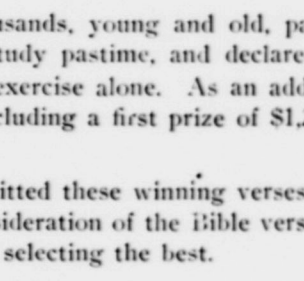 usands, young and old, pa
tudy pastime, and declare
exercise alone. As an add
cluding a first prize of $1,
itted these winning verses
ideration of the Bible vers
selecting the best.